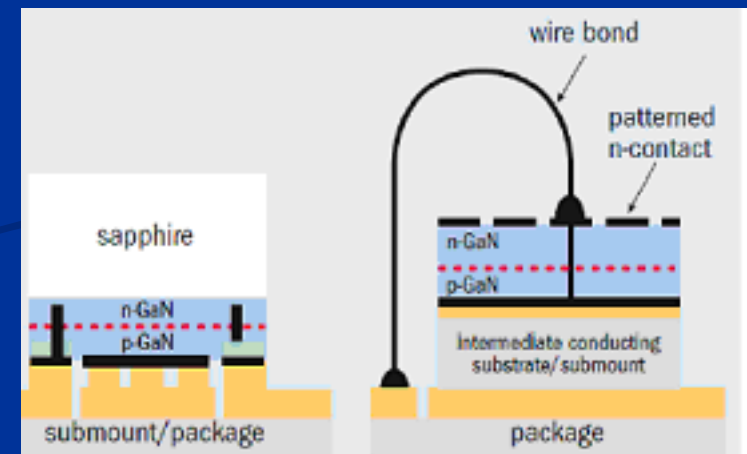 wire bond
patterned
n-contact
sapphire
n-GaN
p-GaN
submount/package
n-GaN
p-GaN
Intermediate conducting
substrate/submount
package